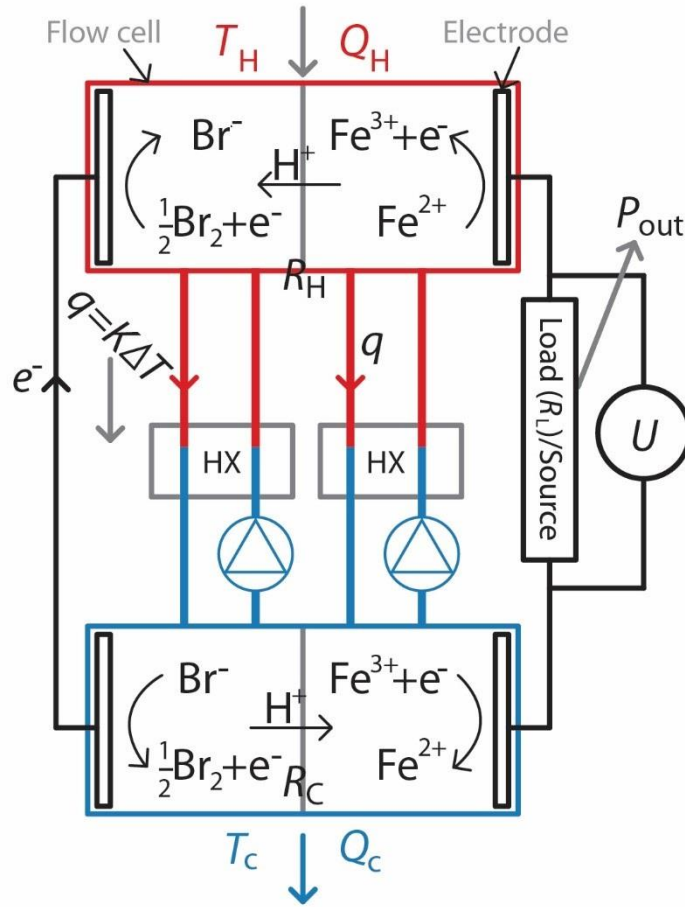 Flow cell
T_H
Q_H
Electrode
Br⁻
Fe³⁺+e⁻
H⁺
½Br₂+e⁻
Fe²⁺
R_H
P_out
q=KΔT
q
e⁻
HX
HX
Load (R_L)/Source
U
Br⁻
Fe³⁺+e⁻
H⁺
½Br₂+e⁻
Fe²⁺
R_C
T_c
Q_c